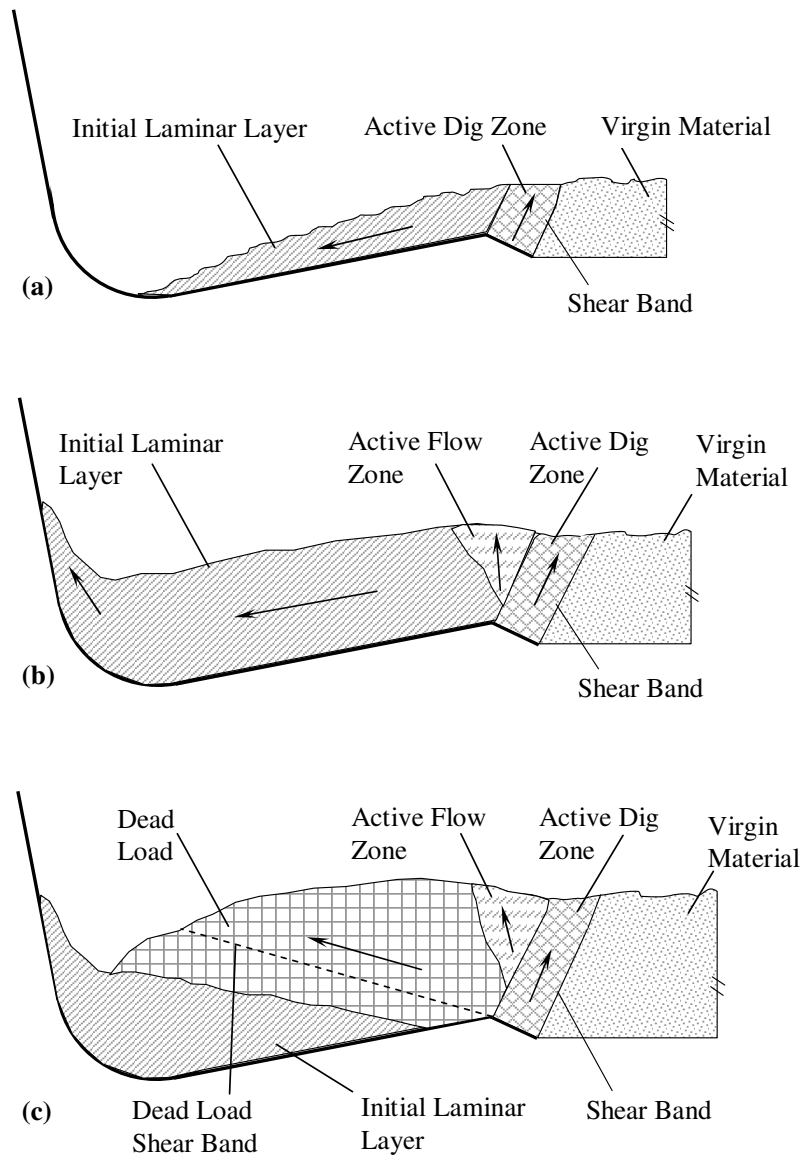 Initial Laminar Layer
Active Dig Zone
Virgin Material
Shear Band
(a)
Initial Laminar
Layer
Active Flow
Zone
Active Dig
Zone
Virgin
Material
Shear Band
(b)
Dead
Load
Active Flow
Zone
Active Dig
Zone
Virgin
Material
(c)
Dead Load
Shear Band
Initial Laminar
Layer
Shear Band